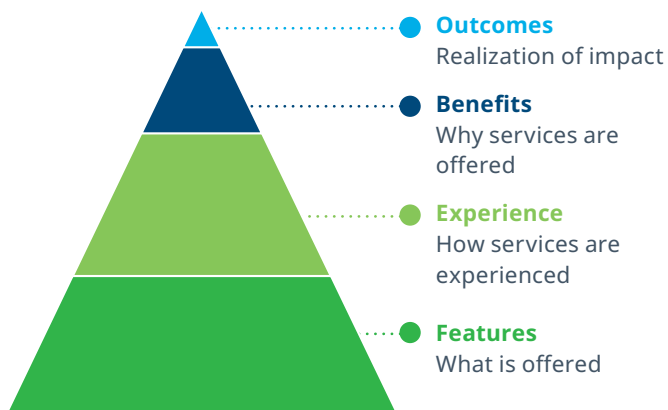 Outcomes
Realization of impact
Benefits
Why services are
offered
Experience
How services are
experienced
Features
What is offered